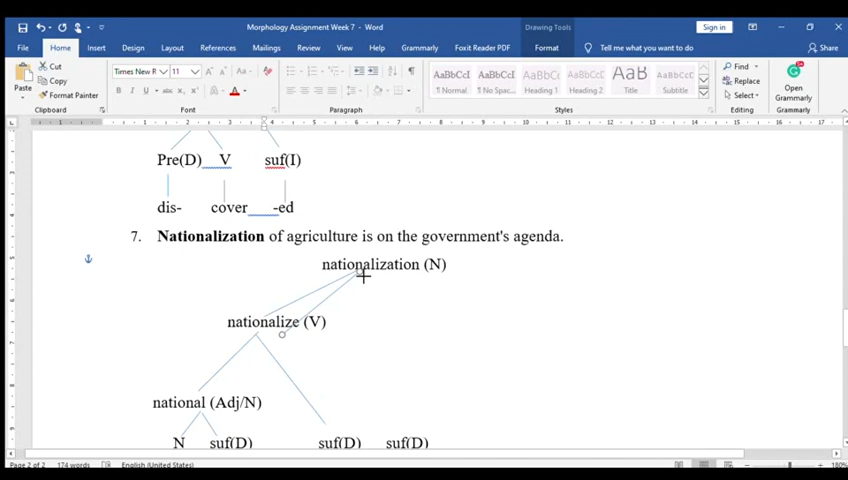 Morphology Assignment Week 7 - Word
Drawing Tools
Sign in
File Home Insert Design Layout References Mailings Review View Grammarly Foxit Reader PDF Format Tell me what you want to do Share
Cut
Copy
Format Painter
Paste
Clipboard
Times New R 11
B I U
Font
Paragraph
AaBbCcI AaBbCcI AaBbCcI AaBbCcI AaB AaBbCcD
¶ Normal ¶ No Spac... Heading 1 Heading 2 Title Subtitle
Styles
Find
Replace
Select
Editing
Open Grammarly
Grammarly
Pre(D) V suf(I)
dis- cover -ed
7. Nationalization of agriculture is on the government's agenda.
nationalization (N)
nationalize (V)
national (Adj/N)
N suf(D) suf(D) suf(D)
Page 2 of 2 174 words English (United States) 180%